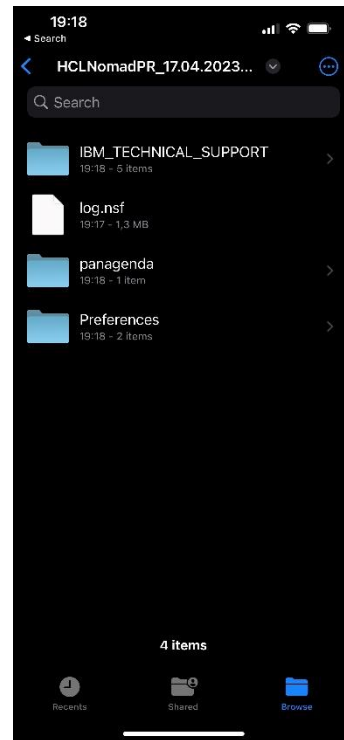 19:18
◄ Search
HCLNomadPR_17.04.2023...
Search
IBM_TECHNICAL_SUPPORT
19:18 - 5 items
log.nsf
19:17 - 1,3 MB
panagenda
19:18 - 1 item
Preferences
19:18 - 2 items
4 items
Recents
Shared
Browse